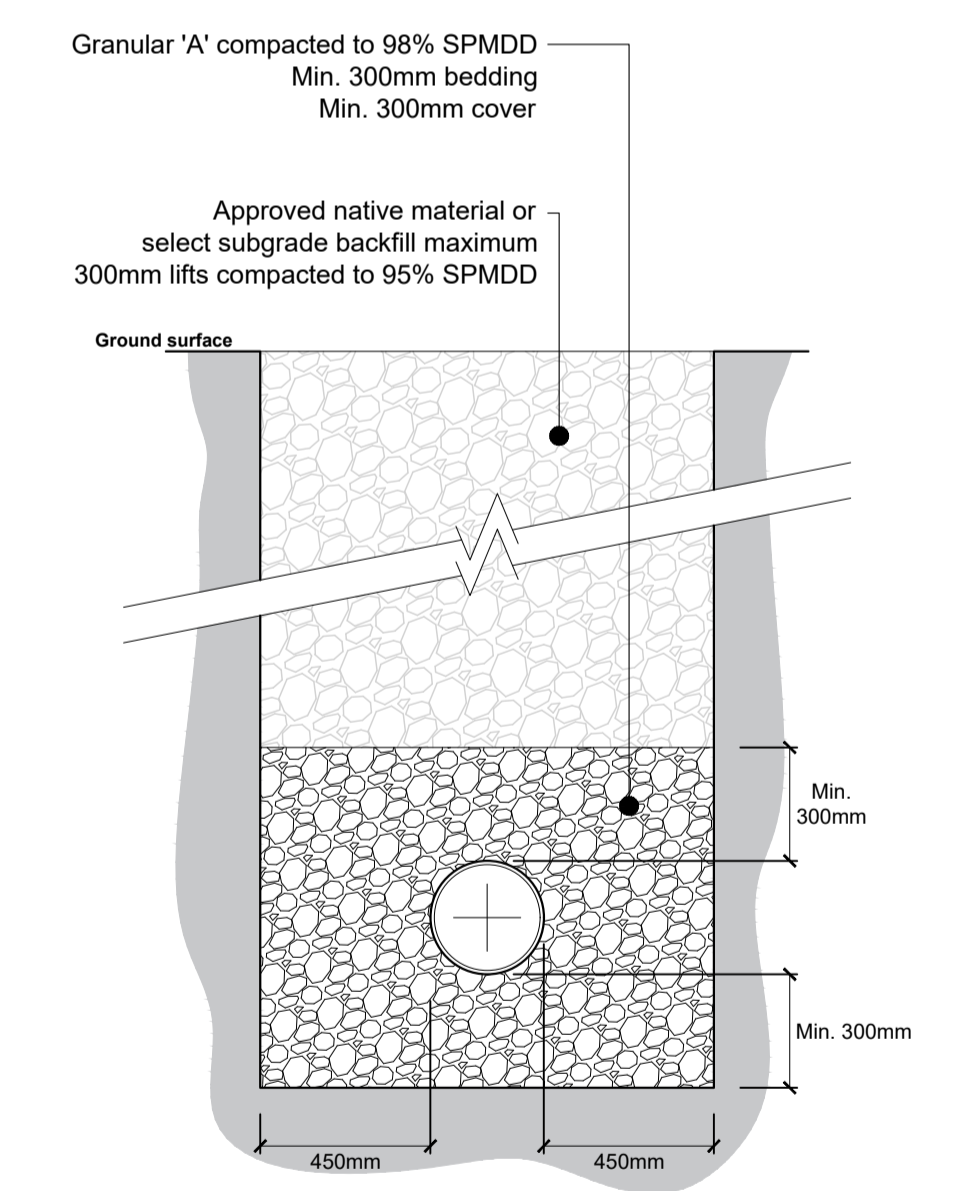 Granular 'A' compacted to 98% SPMDD
Min. 300mm bedding
Min. 300mm cover
Approved native material or
select subgrade backfill maximum
300mm lifts compacted to 95% SPMDD
Ground surface
Min.
300mm
Min. 300mm
450mm
450mm